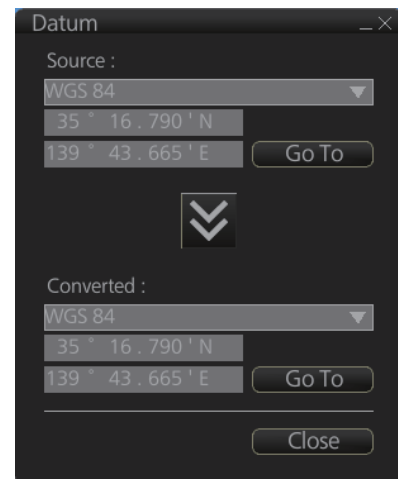 Datum
Source :
WGS 84
35 ° 16 . 790 ' N
139 ° 43 . 665 ' E
Go To
Converted :
WGS 84
35 ° 16 . 790 ' N
139 ° 43 . 665 ' E
Go To
Close